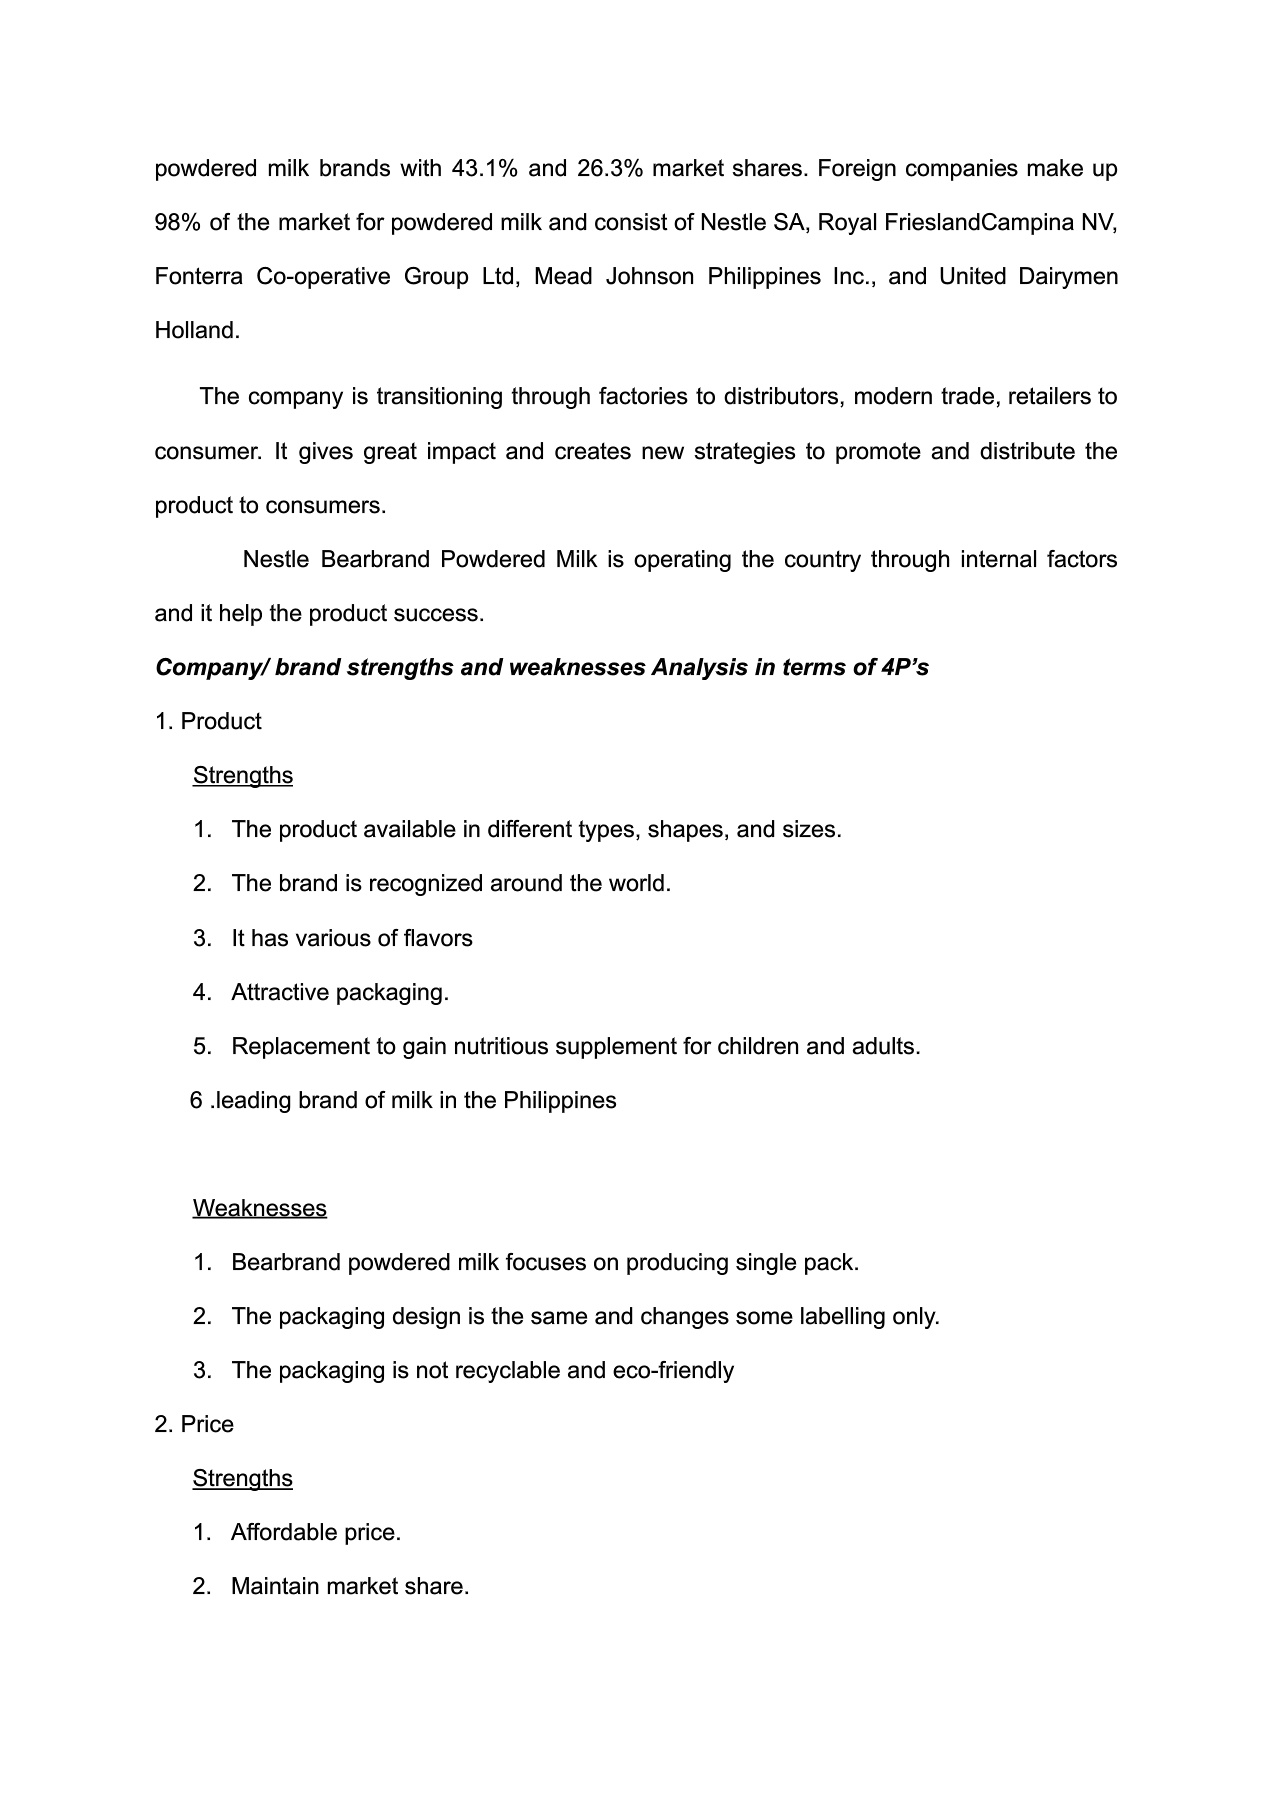 powdered milk brands with 43.1% and 26.3% market shares. Foreign companies make up
98% of the market for powdered milk and consist of Nestle SA, Royal FrieslandCampina NV,
Fonterra Co-operative Group Ltd, Mead Johnson Philippines Inc., and United Dairymen
Holland.
The company is transitioning through factories to distributors, modern trade, retailers to
consumer. It gives great impact and creates new strategies to promote and distribute the
product to consumers.
Nestle Bearbrand Powdered Milk is operating the country through internal factors
and it help the product success.
Company/ brand strengths and weaknesses Analysis in terms of 4P’s
1. Product
Strengths
1. The product available in different types, shapes, and sizes.
2. The brand is recognized around the world.
3. It has various of flavors
4. Attractive packaging.
5. Replacement to gain nutritious supplement for children and adults.
6 .leading brand of milk in the Philippines
Weaknesses
1. Bearbrand powdered milk focuses on producing single pack.
2. The packaging design is the same and changes some labelling only.
3. The packaging is not recyclable and eco-friendly
2. Price
Strengths
1. Affordable price.
2. Maintain market share.